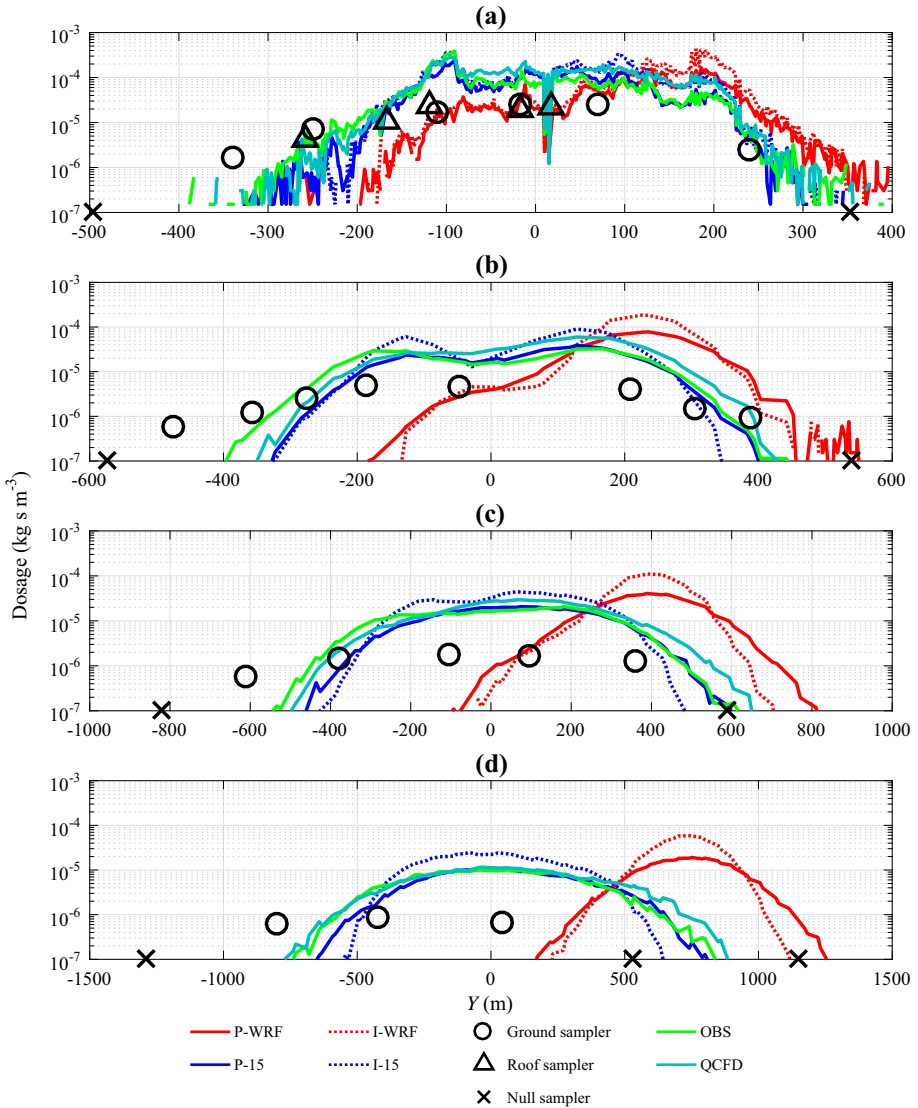 (a)
10⁻³
10⁻⁴
10⁻⁵
10⁻⁶
10⁻⁷
-500 -400 -300 -200 -100 0 100 200 300 400
(b)
10⁻³
10⁻⁴
10⁻⁵
10⁻⁶
10⁻⁷
-600 -400 -200 0 200 400 600
Dosage (kg s m⁻³)
(c)
10⁻³
10⁻⁴
10⁻⁵
10⁻⁶
10⁻⁷
-1000 -800 -600 -400 -200 0 200 400 600 800 1000
(d)
10⁻³
10⁻⁴
10⁻⁵
10⁻⁶
10⁻⁷
-1500 -1000 -500 0 500 1000 1500
Y (m)
P-WRF I-WRF Ground sampler OBS
P-15 I-15 Roof sampler QCFD
Null sampler